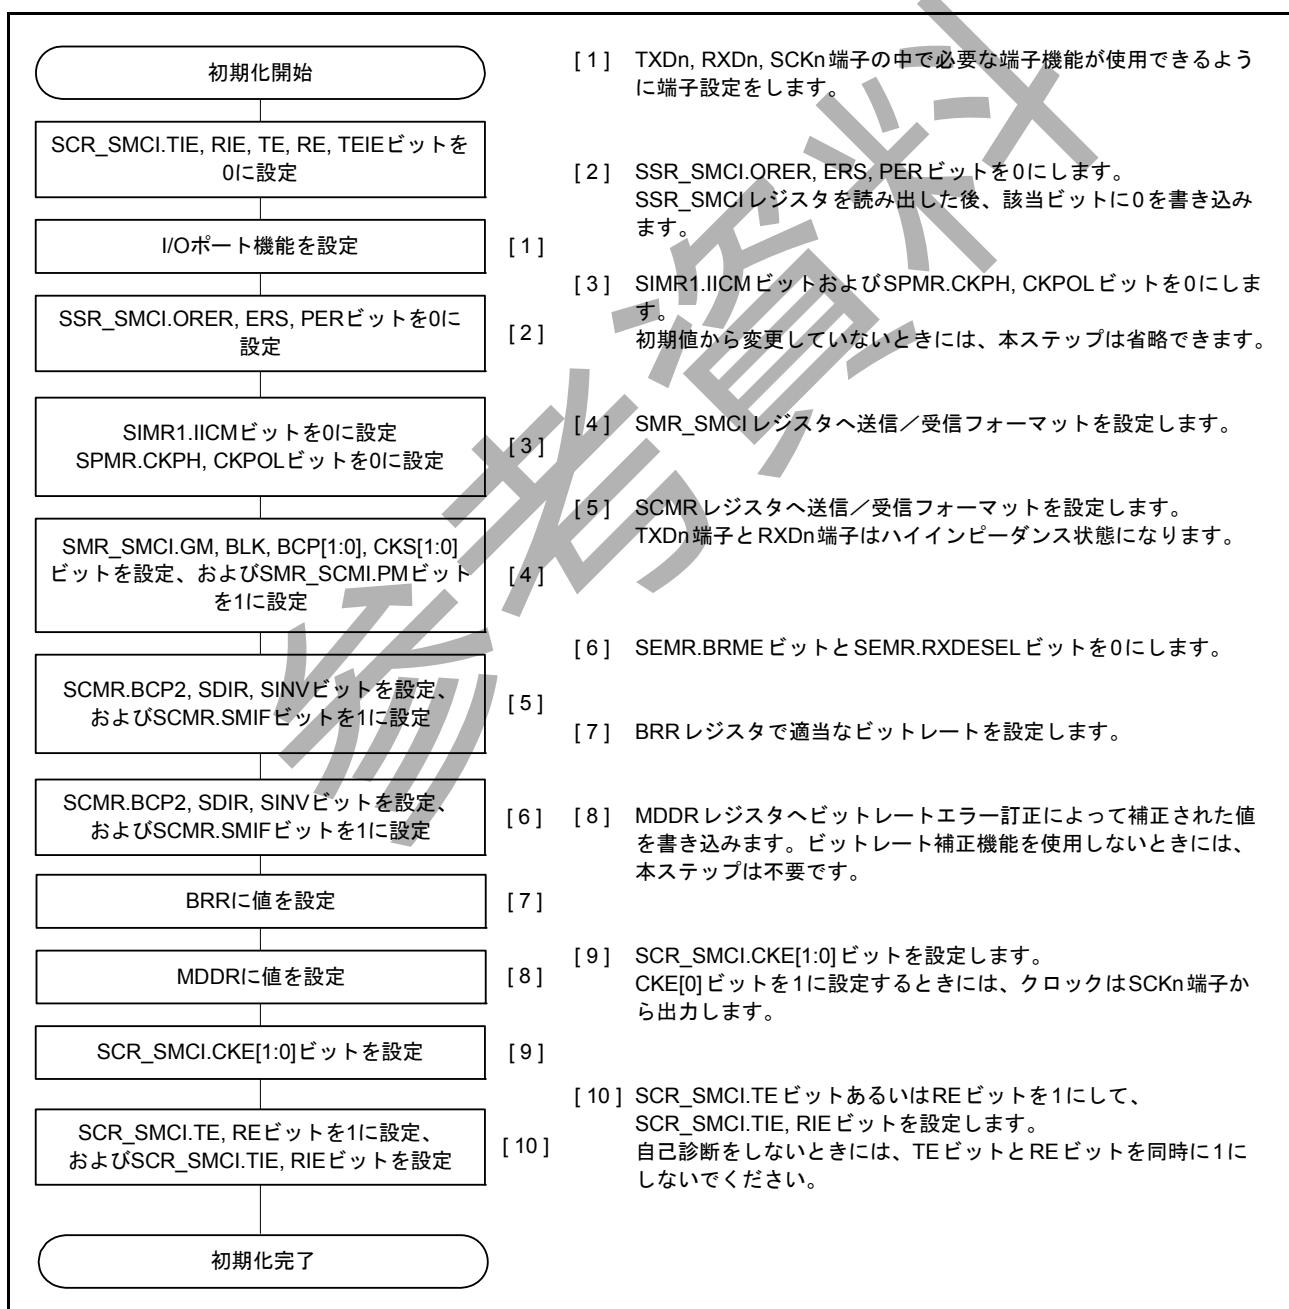 初期化開始
SCR_SMCI.TIE, RIE, TE, RE, TEIEビットを
0に設定
I/Oポート機能を設定
[ 1 ]
SSR_SMCI.ORER, ERS, PERビットを0に
設定
[ 2 ]
SIMR1.IICMビットを0に設定
SPMR.CKPH, CKPOLビットを0に設定
[ 3 ]
SMR_SMCI.GM, BLK, BCP[1:0], CKS[1:0]
ビットを設定、およびSMR_SCMI.PMビット
を1に設定
[ 4 ]
SCMR.BCP2, SDIR, SINVビットを設定、
およびSCMR.SMIFビットを1に設定
[ 5 ]
SCMR.BCP2, SDIR, SINVビットを設定、
およびSCMR.SMIFビットを1に設定
[ 6 ]
BRRに値を設定
[ 7 ]
MDDRに値を設定
[ 8 ]
SCR_SMCI.CKE[1:0]ビットを設定
[ 9 ]
SCR_SMCI.TE, REビットを1に設定、
およびSCR_SMCI.TIE, RIEビットを設定
[ 10 ]
初期化完了
[ 1 ] TXDn, RXDn, SCKn端子の中で必要な端子機能が使用できるよう
に端子設定をします。
[ 2 ] SSR_SMCI.ORER, ERS, PERビットを0にします。
SSR_SMCIレジスタを読み出した後、該当ビットに0を書き込み
ます。
[ 3 ] SIMR1.IICMビットおよびSPMR.CKPH, CKPOLビットを0にしま
す。
初期値から変更していないときには、本ステップは省略できます。
[ 4 ] SMR_SMCIレジスタへ送信／受信フォーマットを設定します。
[ 5 ] SCMRレジスタへ送信／受信フォーマットを設定します。
TXDn端子とRXDn端子はハイインピーダンス状態になります。
[ 6 ] SEMR.BRMEビットとSEMR.RXDESELビットを0にします。
[ 7 ] BRRレジスタで適当なビットレートを設定します。
[ 8 ] MDDRレジスタへビットレートエラー訂正によって補正された値
を書き込みます。ビットレート補正機能を使用しないときには、
本ステップは不要です。
[ 9 ] SCR_SMCI.CKE[1:0]ビットを設定します。
CKE[0]ビットを1に設定するときには、クロックはSCKn端子か
ら出力します。
[ 10 ] SCR_SMCI.TEビットあるいはREビットを1にして、
SCR_SMCI.TIE, RIEビットを設定します。
自己診断をしないときには、TEビットとREビットを同時に1に
しないでください。
参考資料